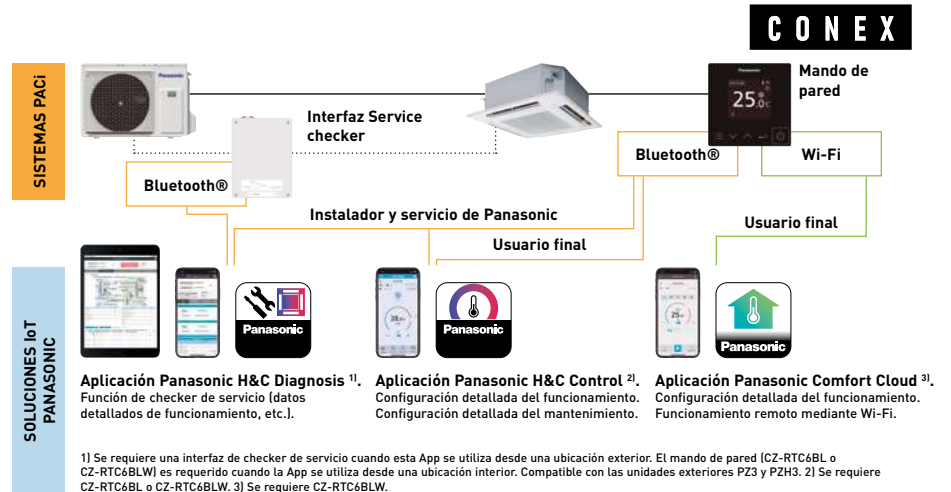 CONEX
SISTEMAS PACi
Panasonic
Interfaz Service
checker
Panasonic
25.0c
Mando de
pared
Bluetooth®
Bluetooth®
Wi-Fi
Instalador y servicio de Panasonic
Usuario final
Usuario final
SOLUCIONES IoT
PANASONIC
Panasonic
Panasonic
Panasonic
Aplicación Panasonic H&C Diagnosis 1).
Función de checker de servicio (datos
detallados de funcionamiento, etc.).
Aplicación Panasonic H&C Control 2).
Configuración detallada del funcionamiento.
Configuración detallada del mantenimiento.
Aplicación Panasonic Comfort Cloud 3).
Configuración detallada del funcionamiento.
Funcionamiento remoto mediante Wi-Fi.
1) Se requiere una interfaz de checker de servicio cuando esta App se utiliza desde una ubicación exterior. El mando de pared (CZ-RTC6BL o
CZ-RTC6BLW) es requerido cuando la App se utiliza desde una ubicación interior. Compatible con las unidades exteriores PZ3 y PZH3. 2) Se requiere
CZ-RTC6BL o CZ-RTC6BLW. 3) Se requiere CZ-RTC6BLW.